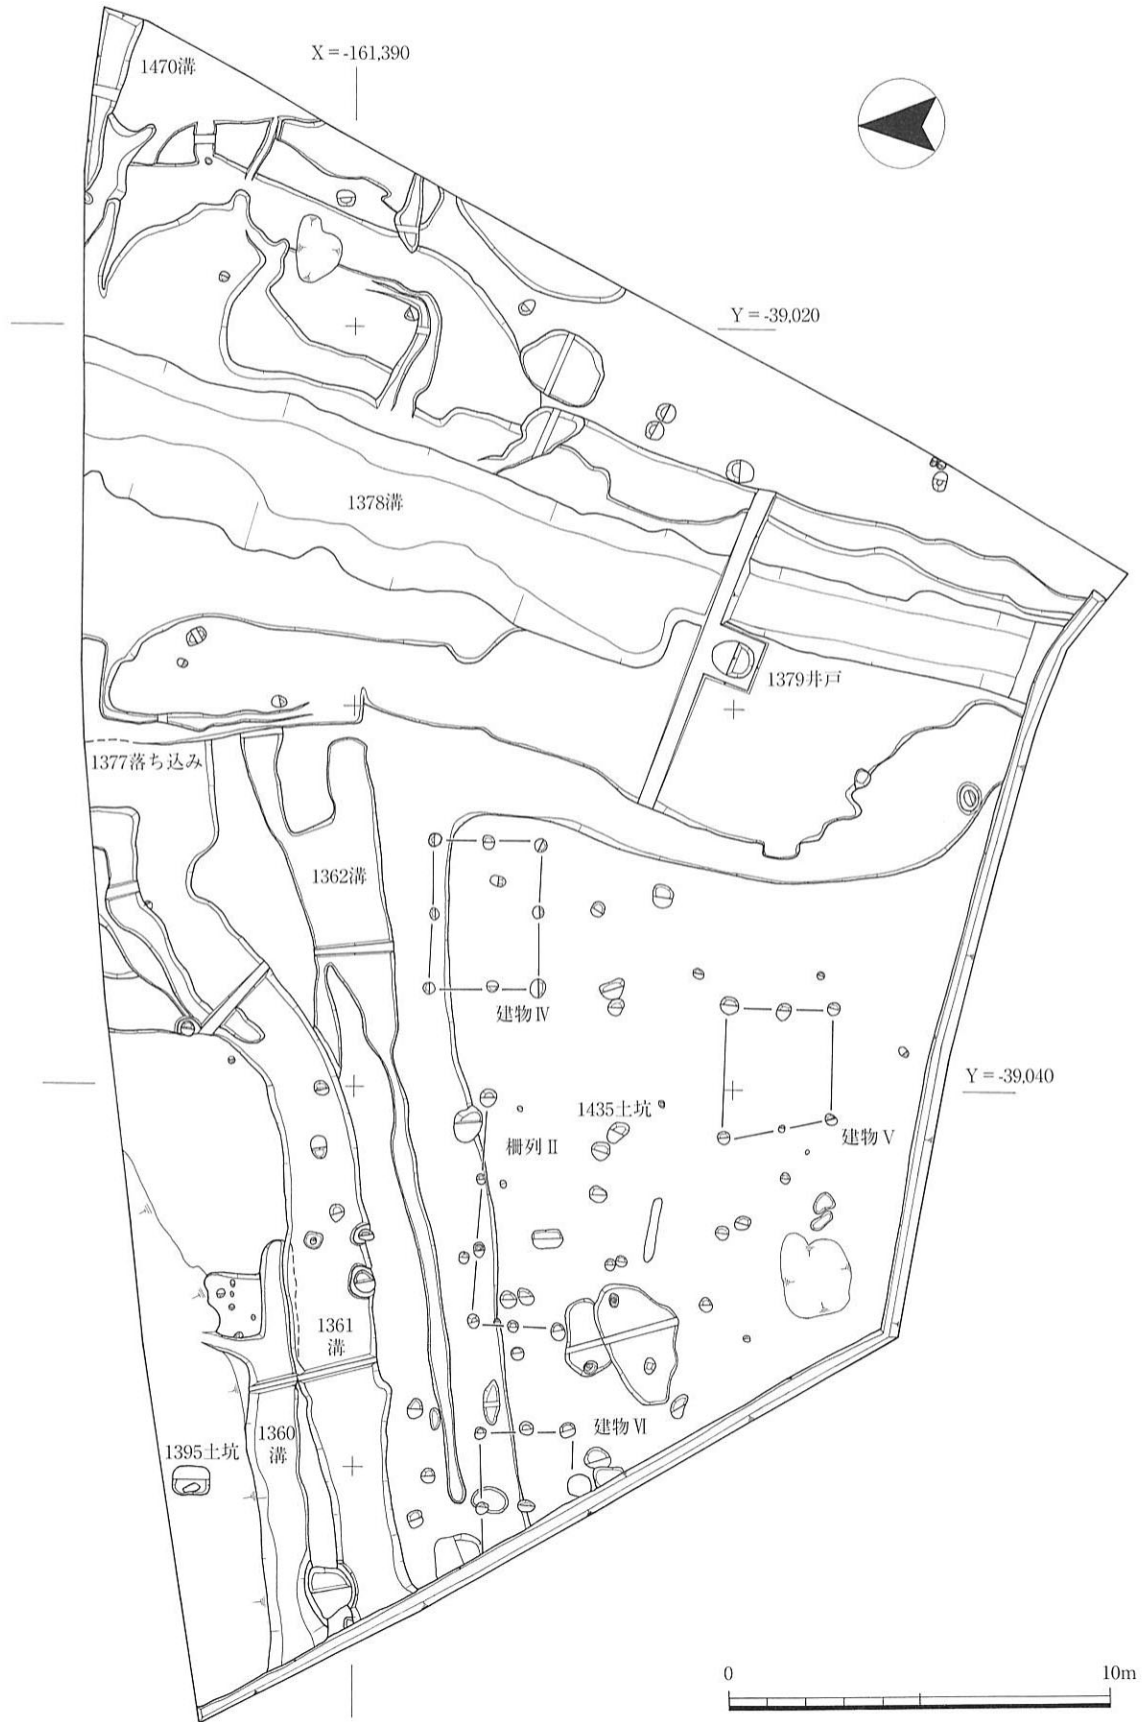 1470溝
X = -161,390
Y = -39,020
1378溝
1379井戸
1377落ち込み
1362溝
建物Ⅳ
Y = -39,040
1435土坑
柵列Ⅱ
建物Ⅴ
1361
溝
建物Ⅵ
1360
溝
1395土坑
0
10m